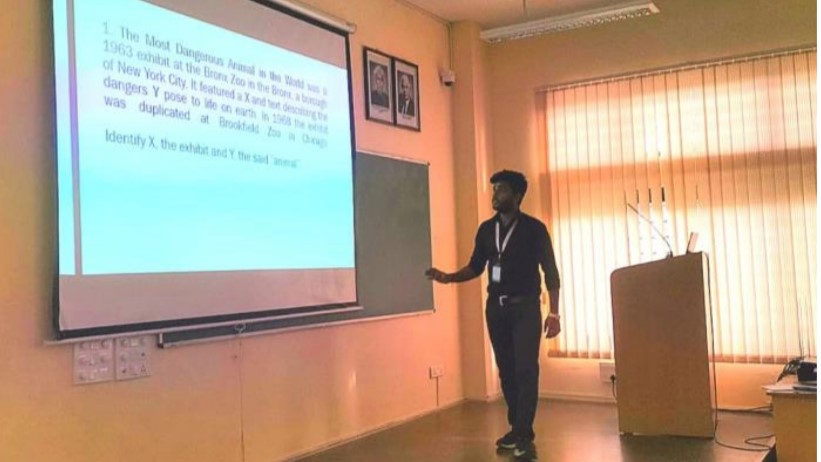 1. The Most Dangerous Animal in the World was a
1963 exhibit at the Bronx Zoo in the Bronx, a borough
of New York City. It featured a X and text describing the
dangers Y pose to life on earth. In 1968 the exhibit
was duplicated at Brookfield Zoo in Chicago
Identify X, the exhibit and Y, the said "animal".